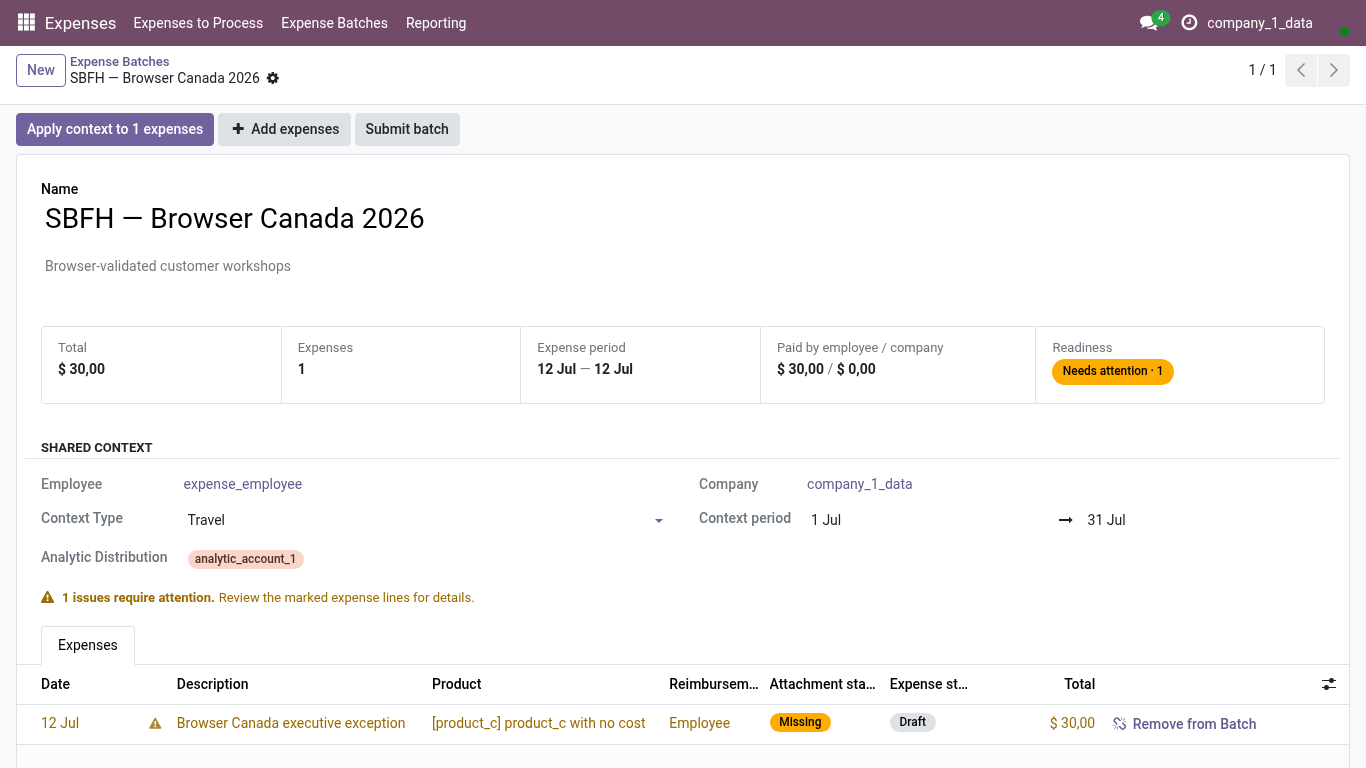 Expenses Expenses to Process Expense Batches Reporting 4 company_1_data
New Expense Batches
SBFH — Browser Canada 2026
1 / 1
Apply context to 1 expenses Add expenses Submit batch
Name
SBFH — Browser Canada 2026
Browser-validated customer workshops
Total Expenses Expense period Paid by employee / company Readiness
$ 30,00 1 12 Jul — 12 Jul $ 30,00 / $ 0,00 Needs attention · 1
SHARED CONTEXT
Employee expense_employee Company company_1_data
Context Type Travel Context period 1 Jul 31 Jul
Analytic Distribution analytic_account_1
1 issues require attention. Review the marked expense lines for details.
Expenses
Date Description Product Reimbursem... Attachment sta... Expense st... Total
12 Jul Browser Canada executive exception [product_c] product_c with no cost Employee Missing Draft $ 30,00 Remove from Batch